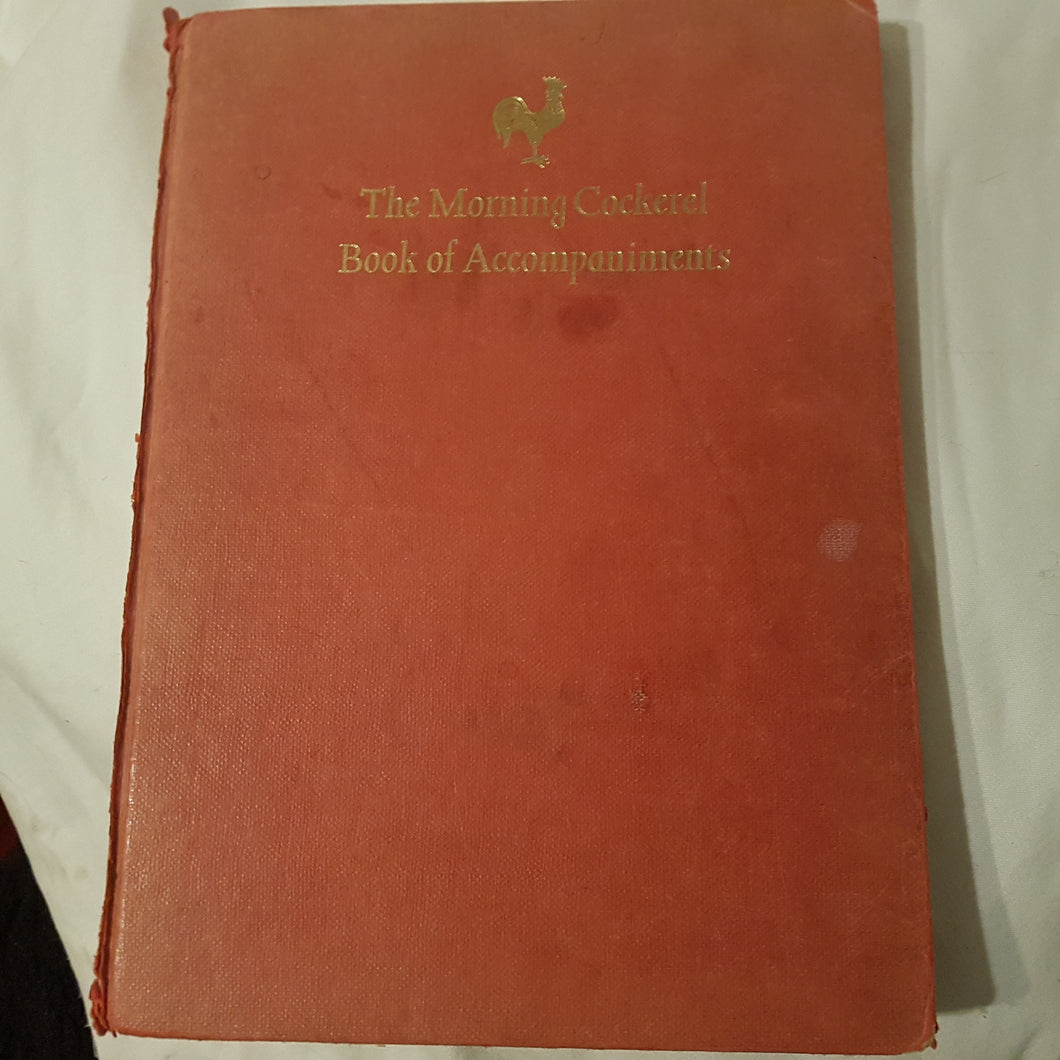 The Morning Cockerel
Book of Accompaniments